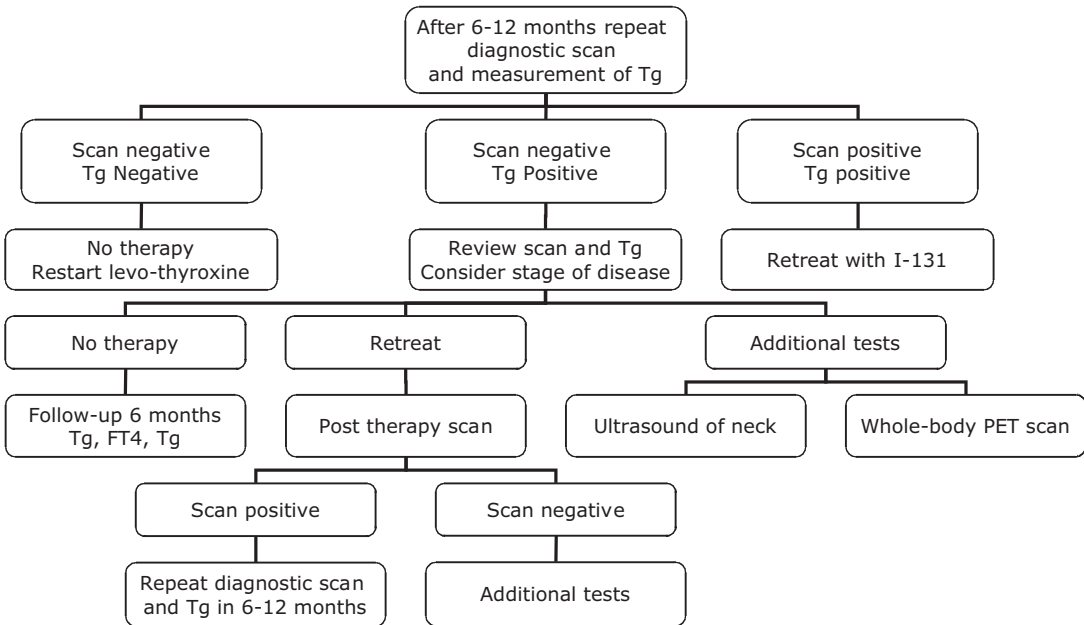 After 6-12 months repeat
diagnostic scan
and measurement of Tg
Scan negative
Tg Negative
Scan negative
Tg Positive
Scan positive
Tg positive
No therapy
Restart levo-thyroxine
Review scan and Tg
Consider stage of disease
Retreat with I-131
No therapy
Retreat
Additional tests
Follow-up 6 months
Tg, FT4, Tg
Post therapy scan
Ultrasound of neck
Whole-body PET scan
Scan positive
Scan negative
Repeat diagnostic scan
and Tg in 6-12 months
Additional tests